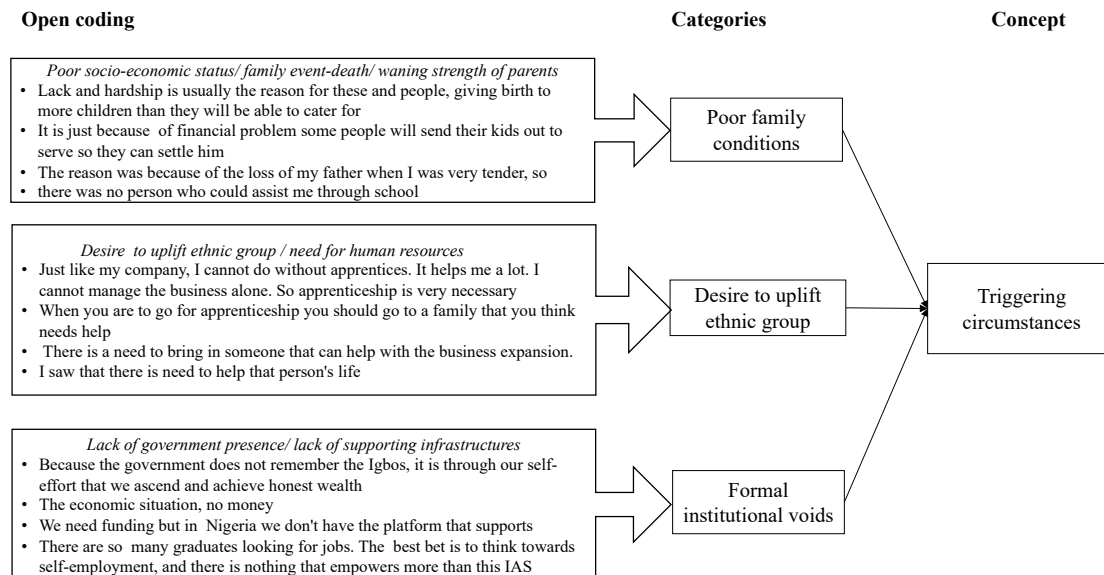 Open coding
Categories
Concept
Poor socio-economic status/ family event-death/ waning strength of parents
• Lack and hardship is usually the reason for these and people, giving birth to
more children than they will be able to cater for
• It is just because of financial problem some people will send their kids out to
serve so they can settle him
• The reason was because of the loss of my father when I was very tender, so
• there was no person who could assist me through school
Poor family
conditions
Desire to uplift ethnic group / need for human resources
• Just like my company, I cannot do without apprentices. It helps me a lot. I
cannot manage the business alone. So apprenticeship is very necessary
• When you are to go for apprenticeship you should go to a family that you think
needs help
• There is a need to bring in someone that can help with the business expansion.
• I saw that there is need to help that person's life
Desire to uplift
ethnic group
Triggering
circumstances
Lack of government presence/ lack of supporting infrastructures
• Because the government does not remember the Igbos, it is through our self-
effort that we ascend and achieve honest wealth
• The economic situation, no money
• We need funding but in Nigeria we don't have the platform that supports
• There are so many graduates looking for jobs. The best bet is to think towards
self-employment, and there is nothing that empowers more than this IAS
Formal
institutional voids